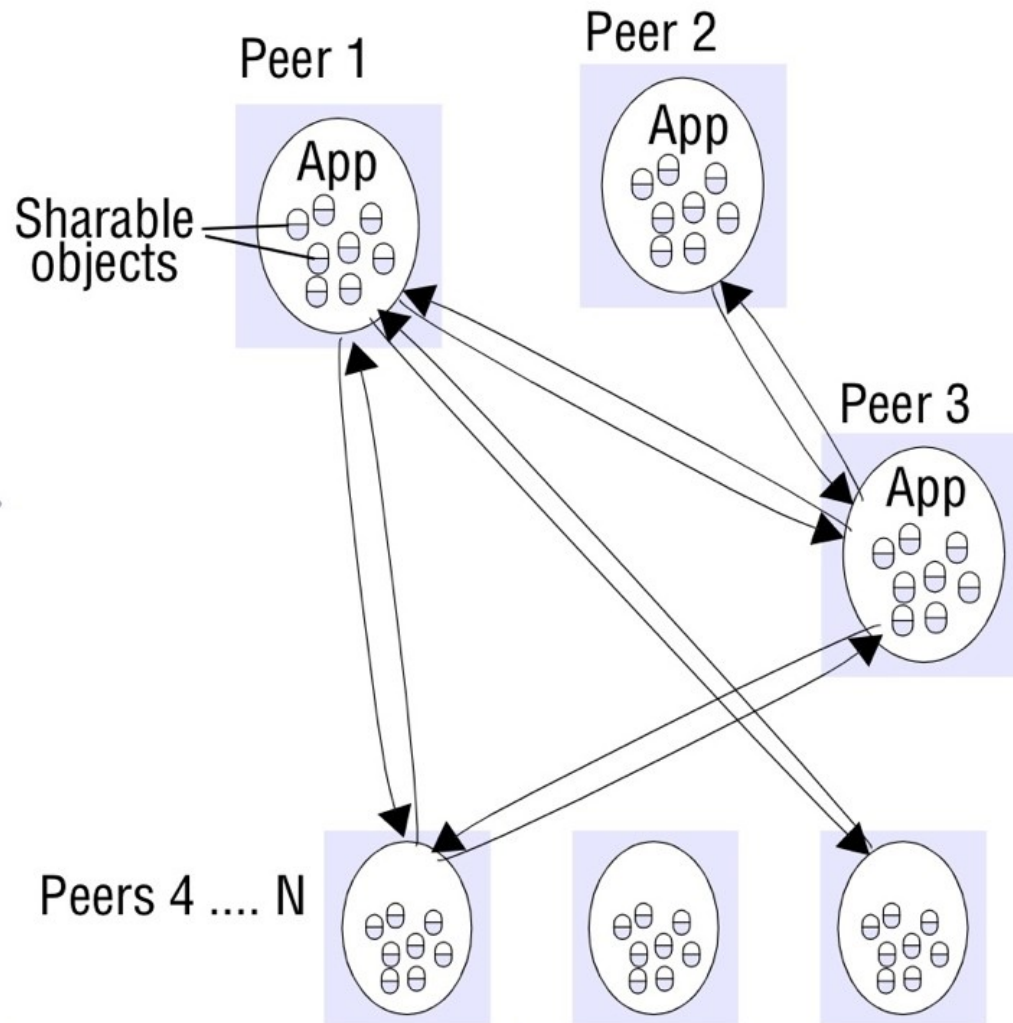 Peer 1
Peer 2
App
App
Sharable
objects
Peer 3
App
Peers 4 .... N